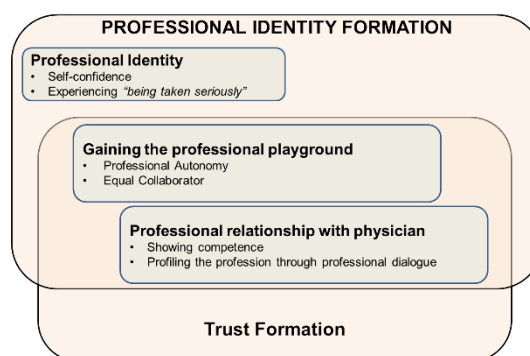 PROFESSIONAL IDENTITY FORMATION
Professional Identity
• Self-confidence
• Experiencing “being taken seriously”
Gaining the professional playground
• Professional Autonomy
• Equal Collaborator
Professional relationship with physician
• Showing competence
• Profiling the profession through professional dialogue
Trust Formation